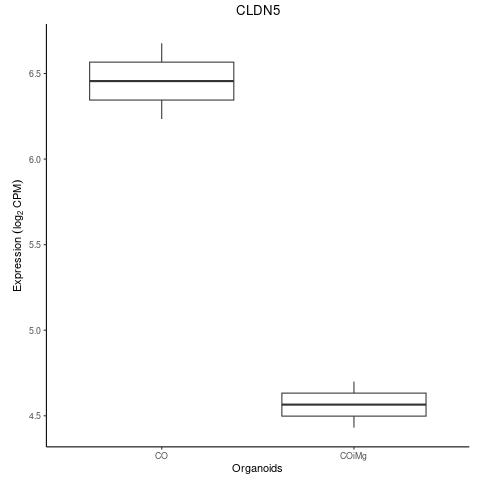 CLDN5
Expression (log₂ CPM)
6.5
6.0
5.5
5.0
4.5
CO
COiMg
Organoids